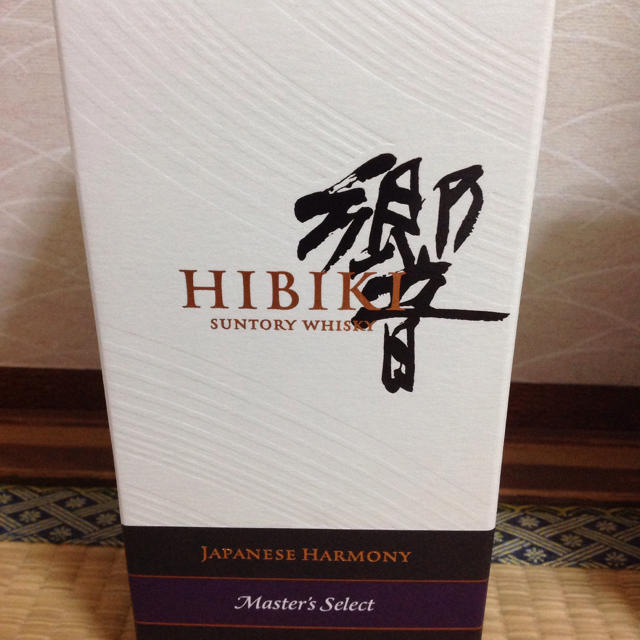 響
HIBIKI
SUNTORY WHISKY
JAPANESE HARMONY
Master's Select